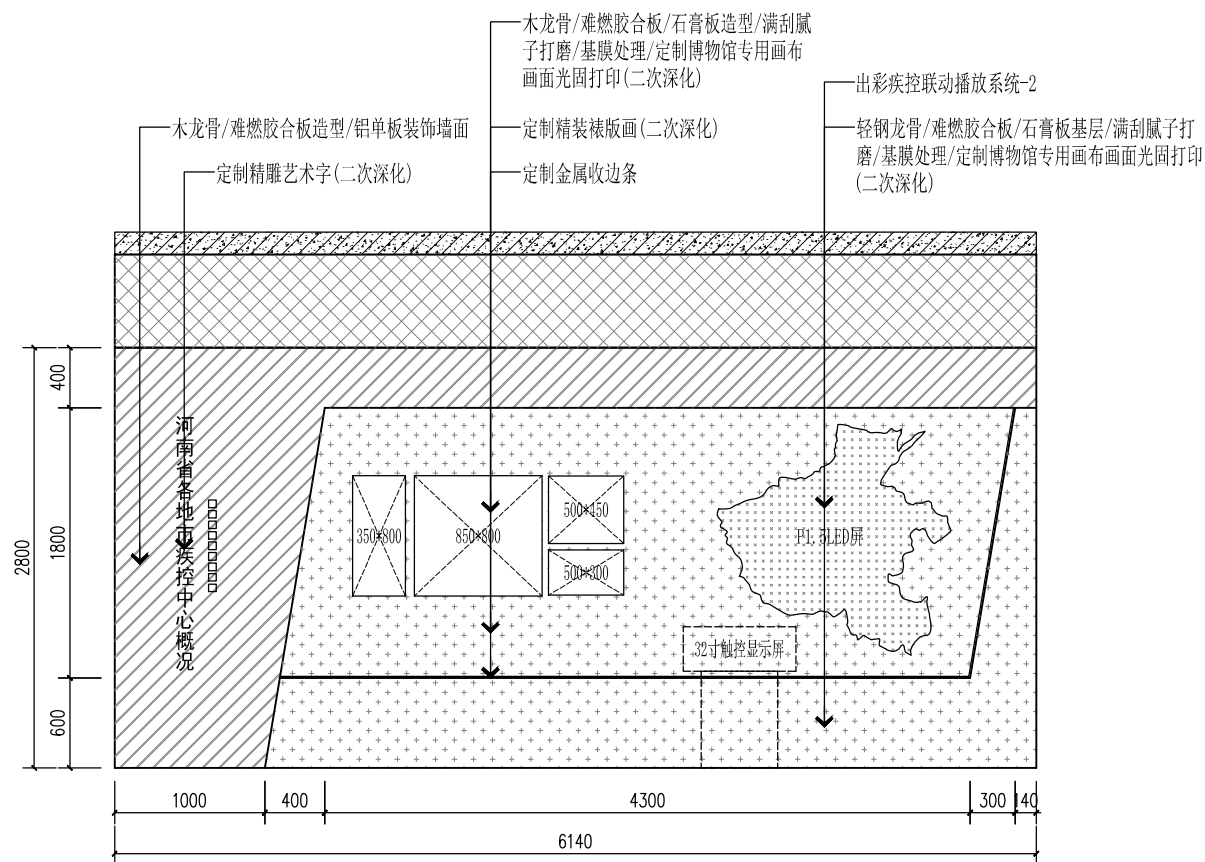 木龙骨/难燃胶合板/石膏板造型/满刮腻
子打磨/基膜处理/定制博物馆专用画布
画面光固打印(二次深化)
出彩疾控联动播放系统-2
木龙骨/难燃胶合板造型/铝单板装饰墙面
定制精装裱版画(二次深化)
轻钢龙骨/难燃胶合板/石膏板基层/满刮腻子打
磨/基膜处理/定制博物馆专用画布画面光固打印
(二次深化)
定制精雕艺术字(二次深化)
定制金属收边条
河南省各地市疾控中心概况
□□□□□□□□
350*800
850*800
500*450
500*300
P1.5LED屏
32寸触控显示屏
2800
400
1800
600
1000
400
4300
300
140
6140